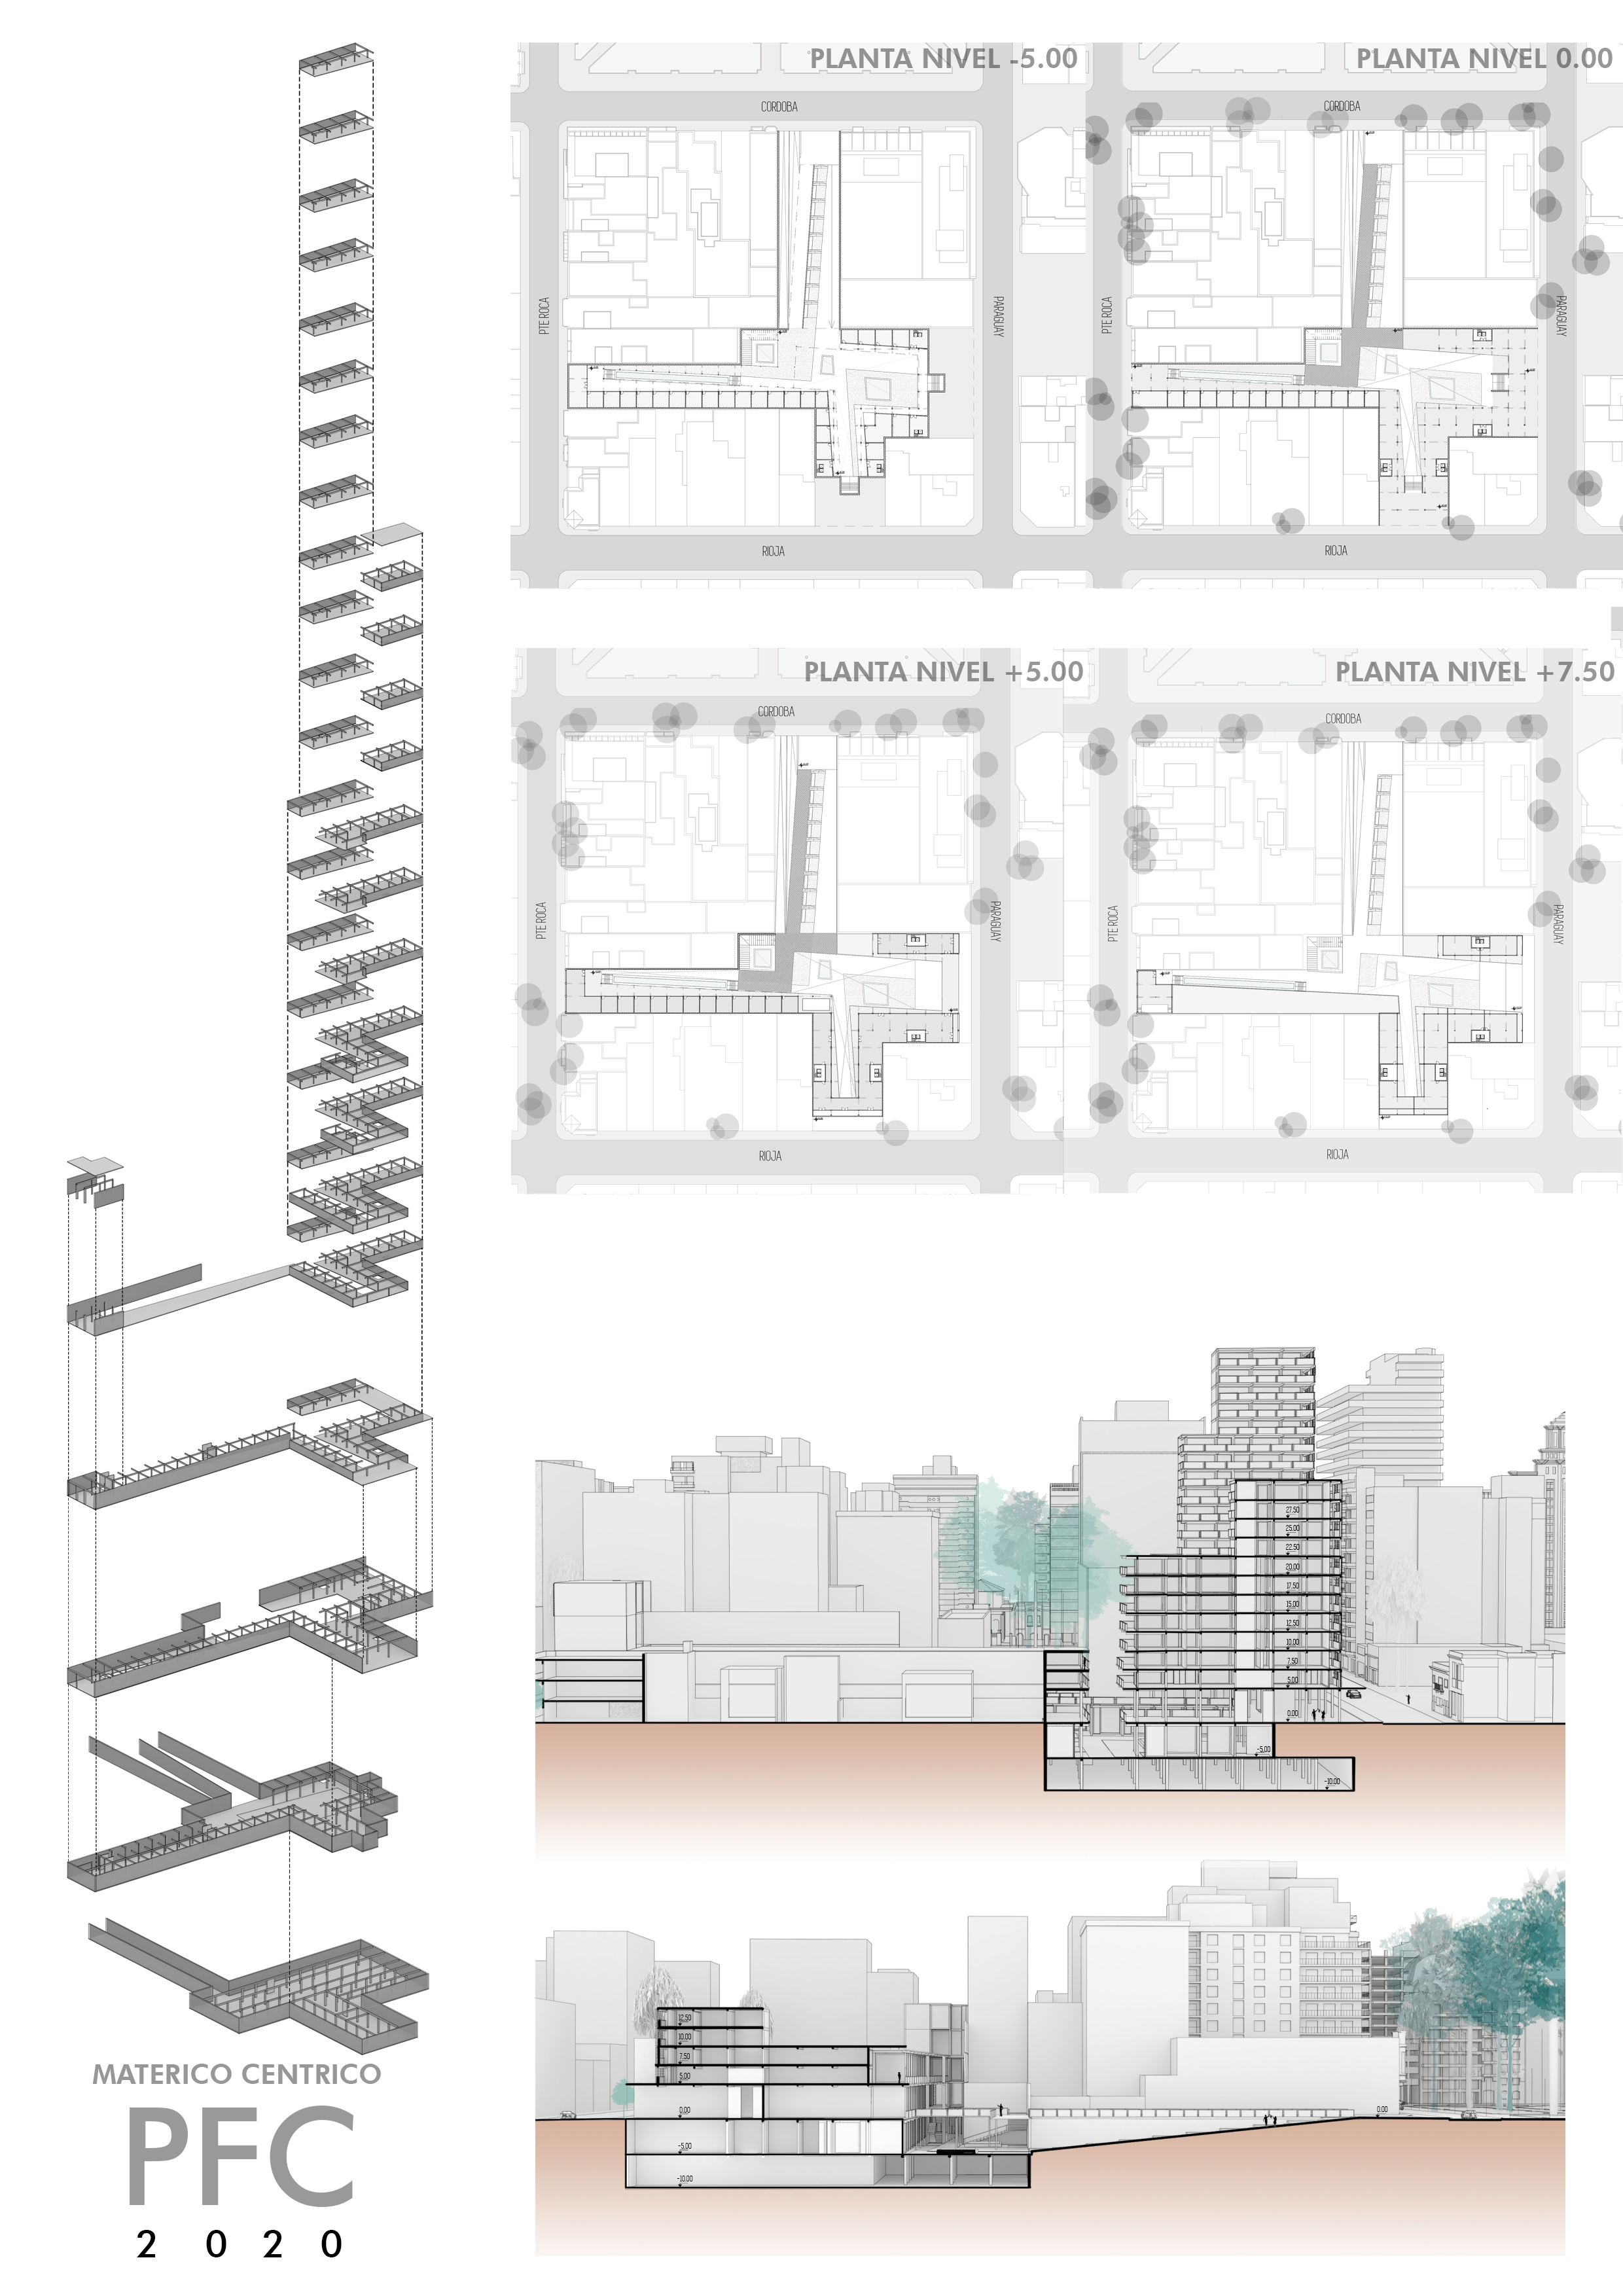 PLANTA NIVEL -5.00
CORDOBA
PTE ROCA
PARAGUAY
RIOJA
PLANTA NIVEL 0.00
CORDOBA
PTE ROCA
PARAGUAY
RIOJA
PLANTA NIVEL +5.00
CORDOBA
PTE ROCA
PARAGUAY
RIOJA
PLANTA NIVEL +7.50
CORDOBA
PTE ROCA
PARAGUAY
RIOJA
27.50
25.00
22.50
20.00
17.50
15.00
12.50
10.00
7.50
5.00
0.00
-5.00
-10.00
12.50
10.00
7.50
5.00
0.00
0.00
-5.00
-10.00
MATERICO CENTRICO
PFC
2 0 2 0